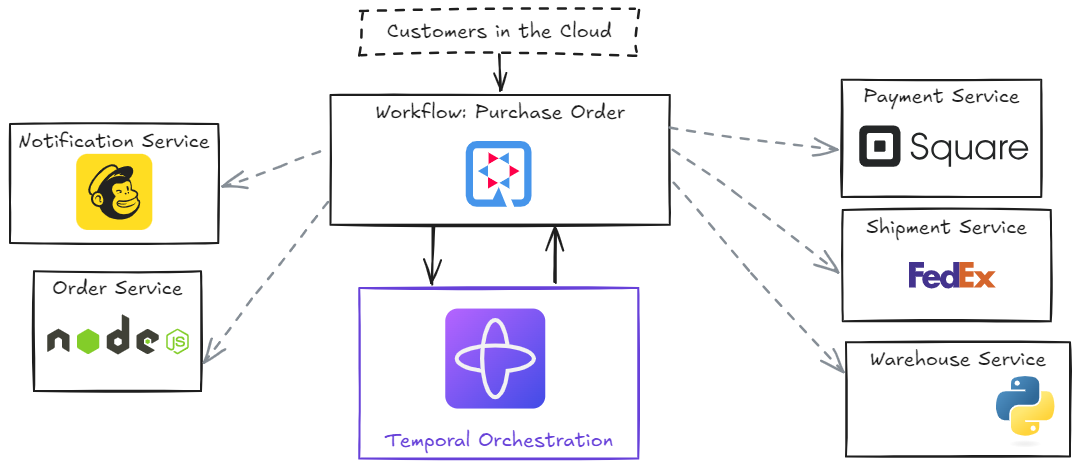 Customers in the Cloud
Workflow: Purchase Order
Notification Service
Order Service
node
JS
Temporal Orchestration
Payment Service
Square
Shipment Service
FedEx
Warehouse Service